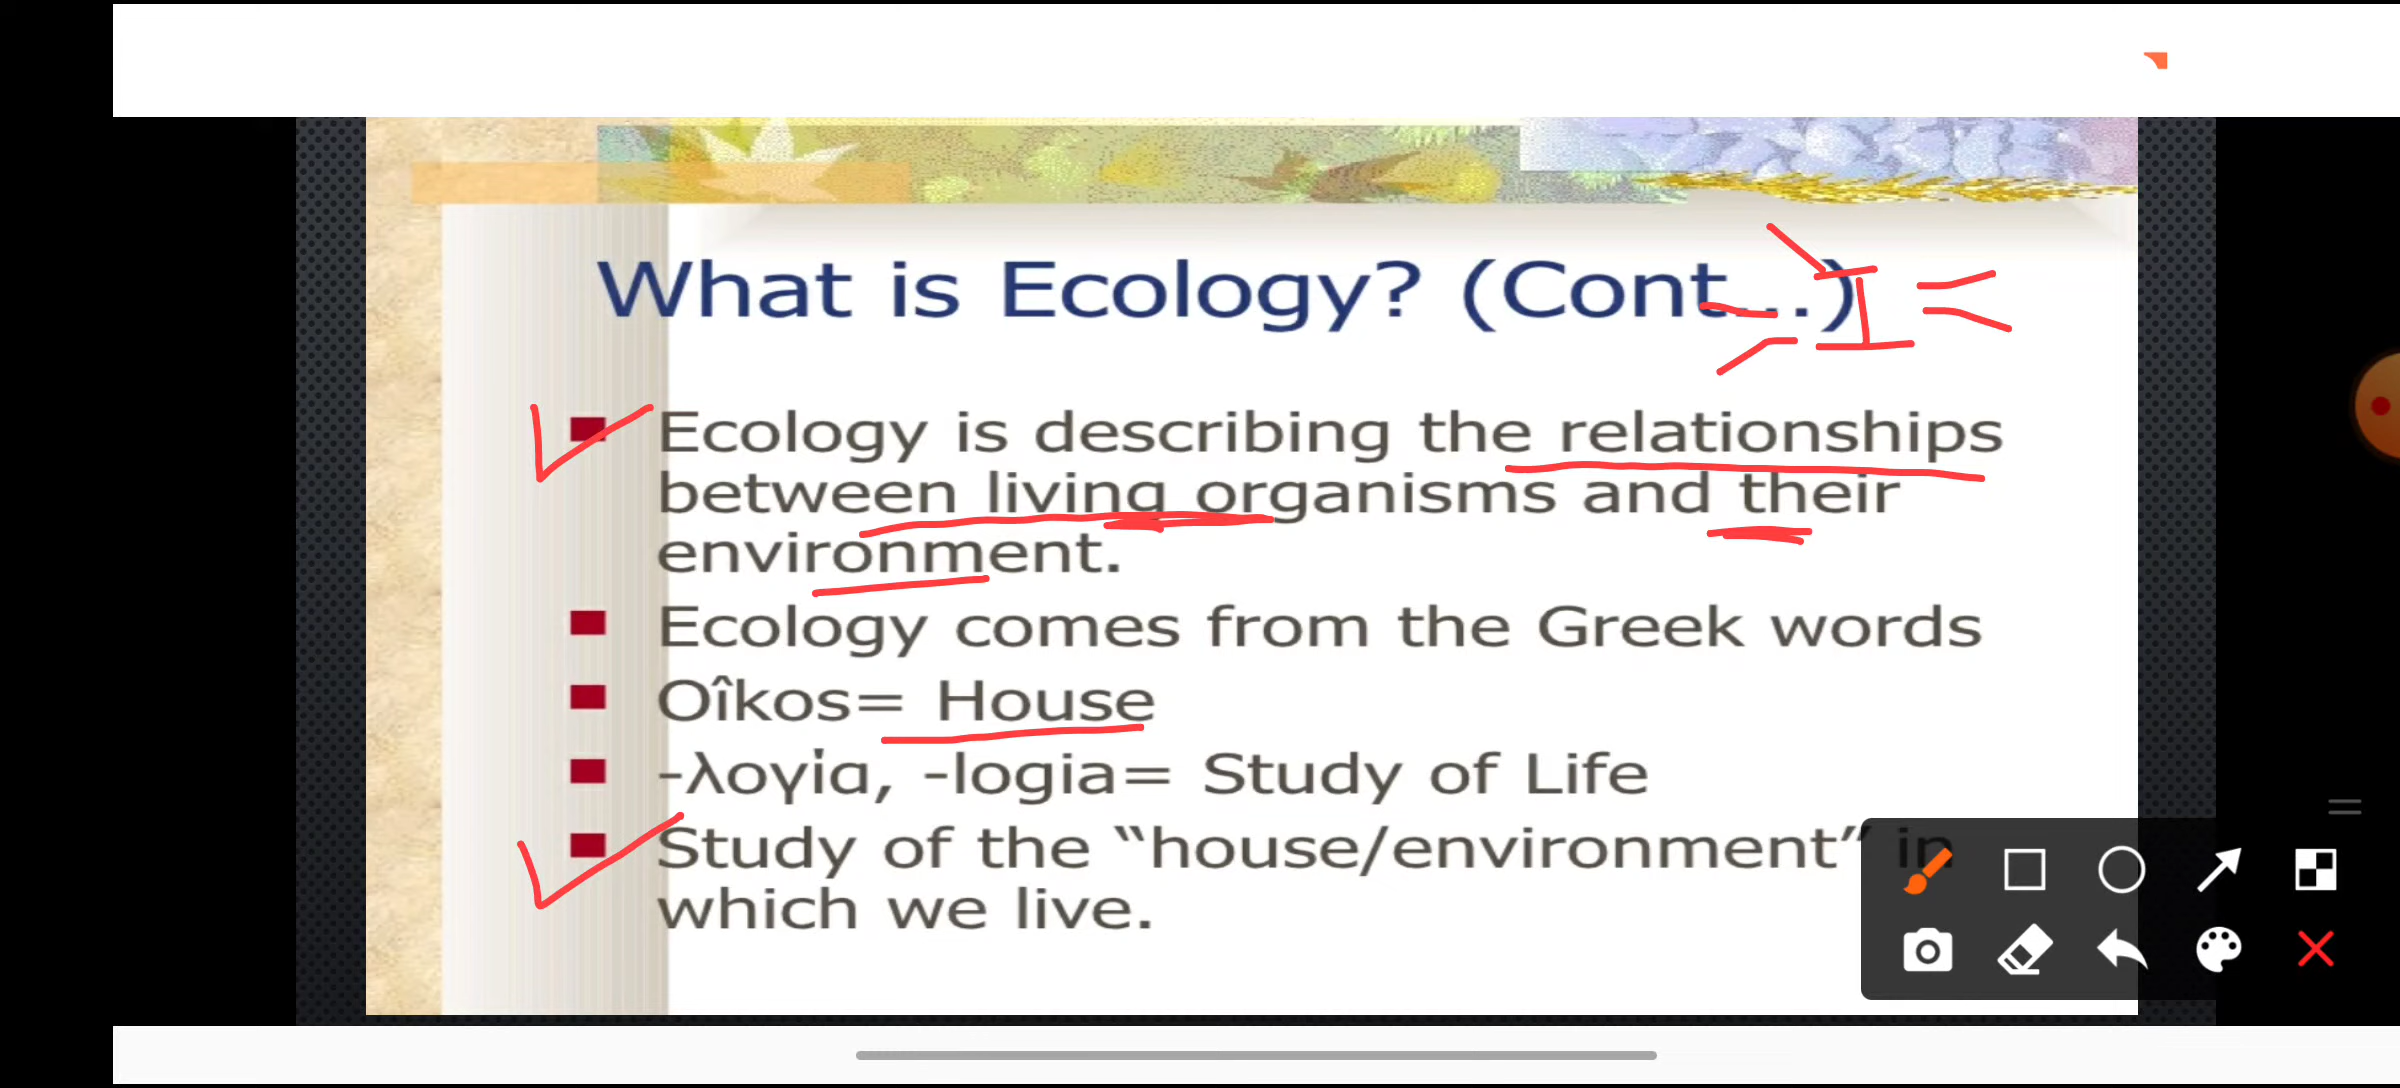 What is Ecology? (Cont...)
I
Ecology is describing the relationships
between living organisms and their
environment.
Ecology comes from the Greek words
Oîkos= House
-λογία, -logia= Study of Life
Study of the “house/environment” in
which we live.